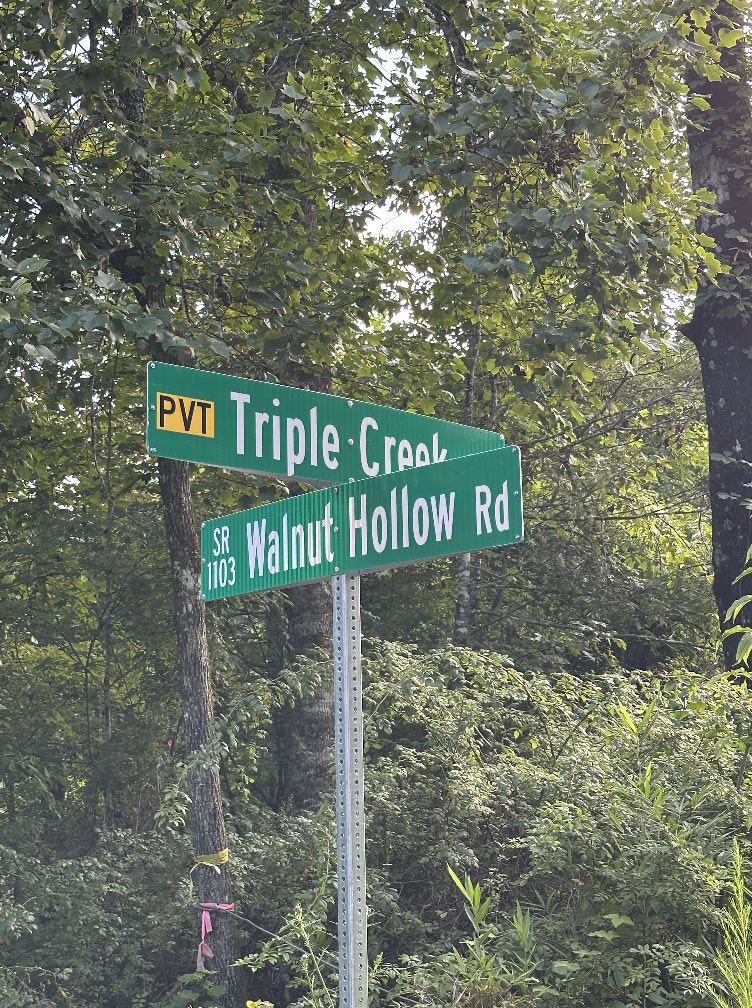 PVT Triple Creek
SR
1103
Walnut Hollow Rd